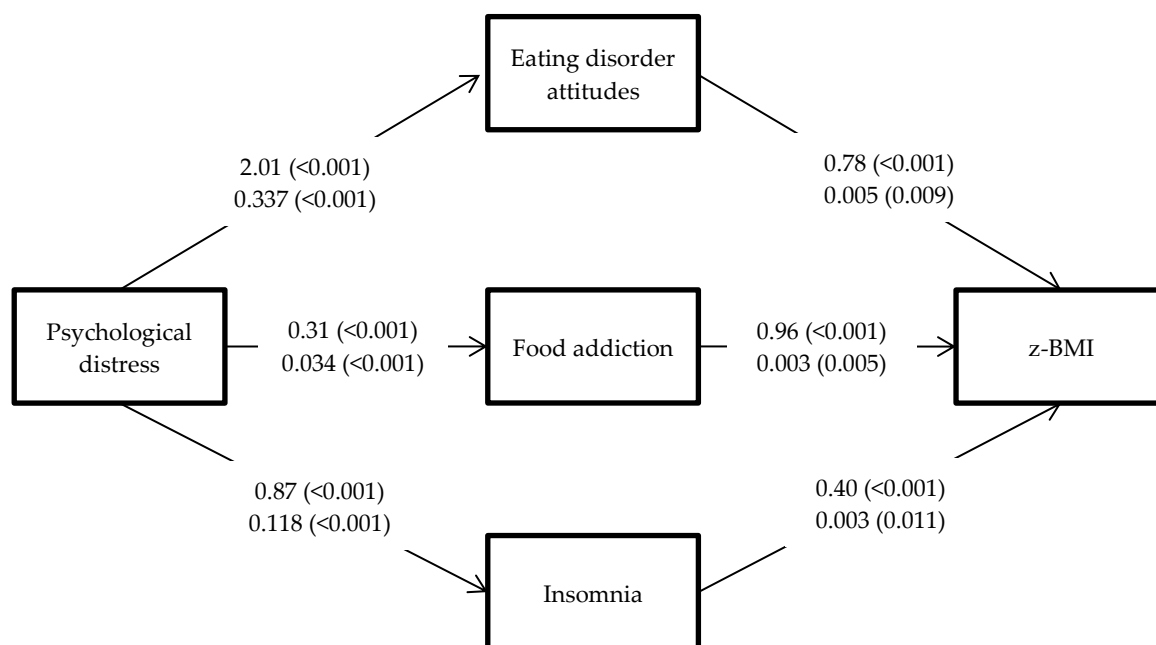 Eating disorder
attitudes
2.01 (<0.001)
0.337 (<0.001)
0.78 (<0.001)
0.005 (0.009)
Psychological
distress
0.31 (<0.001)
0.034 (<0.001)
Food addiction
0.96 (<0.001)
0.003 (0.005)
z-BMI
0.87 (<0.001)
0.118 (<0.001)
0.40 (<0.001)
0.003 (0.011)
Insomnia